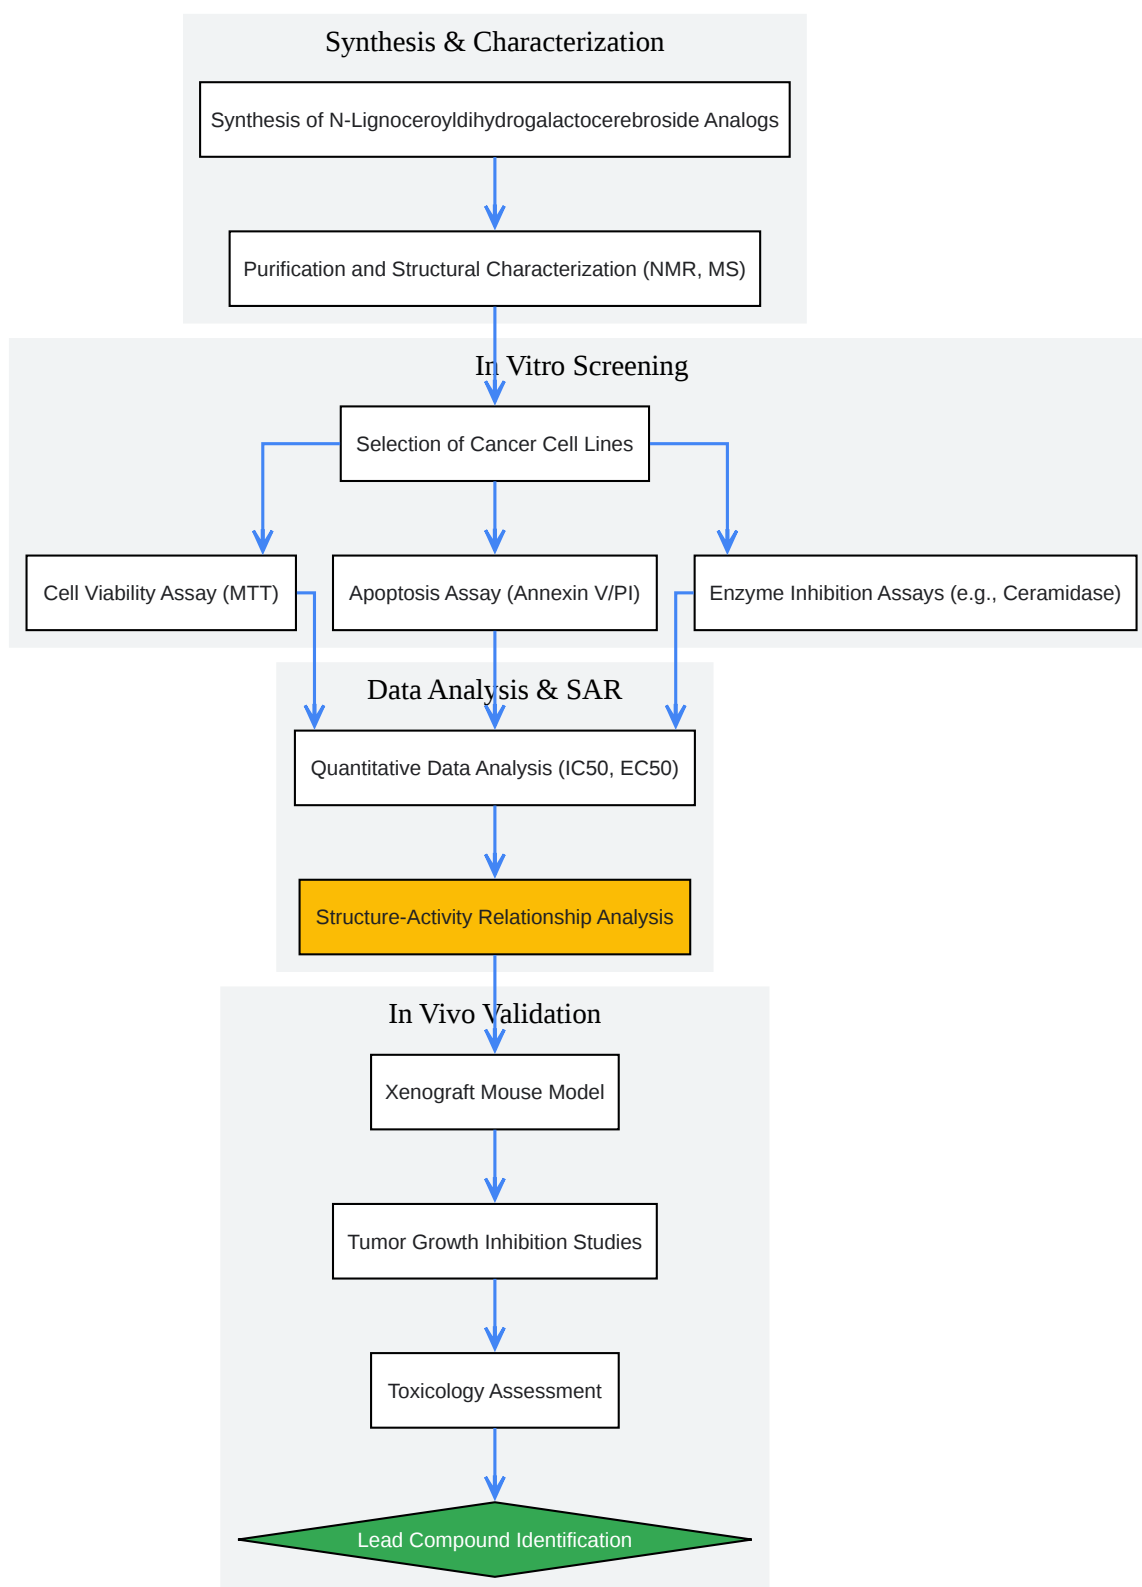 Synthesis & Characterization
Synthesis of N-Lignoceroyldihydrogalactocerebroside Analogs
Purification and Structural Characterization (NMR, MS)
In Vitro Screening
Selection of Cancer Cell Lines
Cell Viability Assay (MTT)
Apoptosis Assay (Annexin V/PI)
Enzyme Inhibition Assays (e.g., Ceramidase)
Data Analysis & SAR
Quantitative Data Analysis (IC50, EC50)
Structure-Activity Relationship Analysis
In Vivo Validation
Xenograft Mouse Model
Tumor Growth Inhibition Studies
Toxicology Assessment
Lead Compound Identification